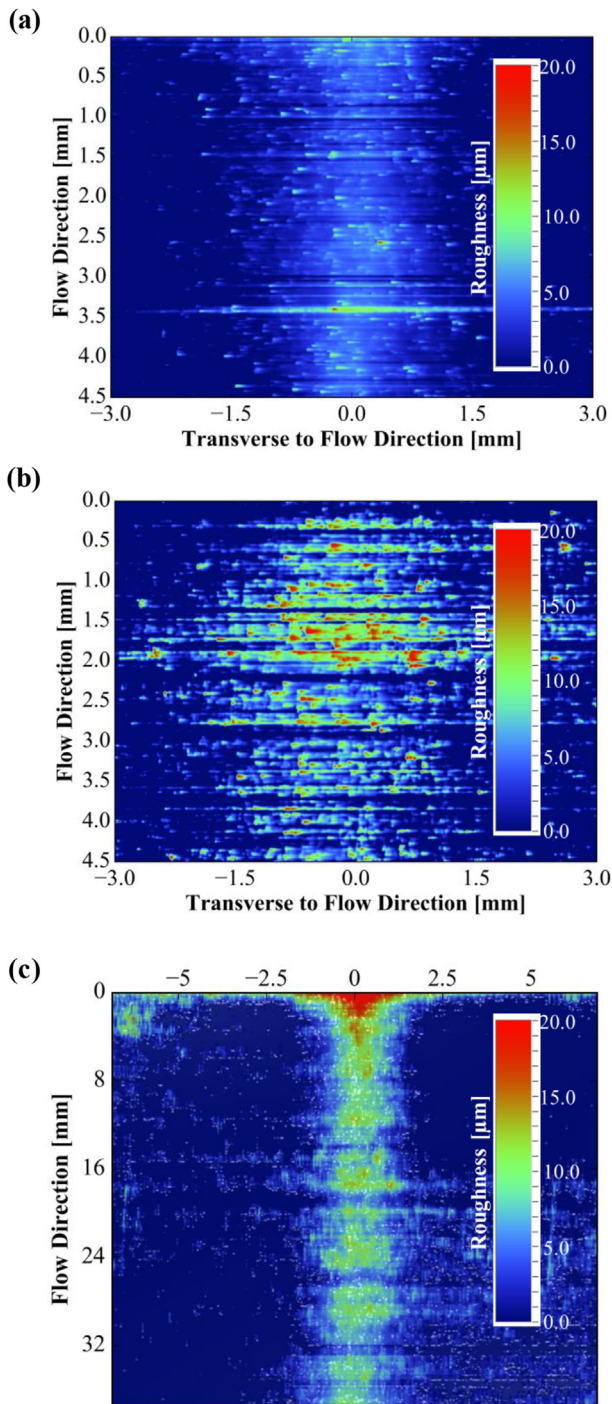 (a)
0.0
0.5
1.0
1.5
2.0
2.5
3.0
3.5
4.0
4.5
Flow Direction [mm]
−3.0 −1.5 0.0 1.5 3.0
Transverse to Flow Direction [mm]
Roughness [µm]
20.0
15.0
10.0
5.0
0.0
(b)
0.0
0.5
1.0
1.5
2.0
2.5
3.0
3.5
4.0
4.5
Flow Direction [mm]
−3.0 −1.5 0.0 1.5 3.0
Transverse to Flow Direction [mm]
Roughness [µm]
20.0
15.0
10.0
5.0
0.0
(c)
−5 −2.5 0 2.5 5
0
8
16
24
32
Flow Direction [mm]
Roughness [µm]
20.0
15.0
10.0
5.0
0.0